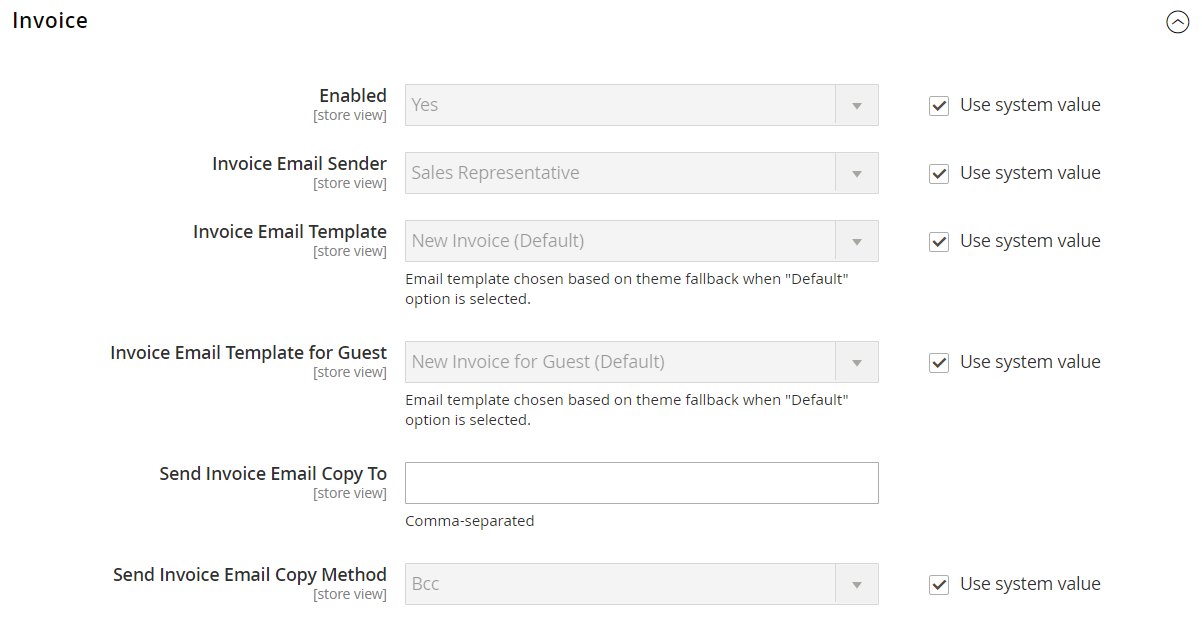 Invoice
Enabled
[store view]
Yes
Use system value
Invoice Email Sender
[store view]
Sales Representative
Use system value
Invoice Email Template
[store view]
New Invoice (Default)
Use system value
Email template chosen based on theme fallback when "Default"
option is selected.
Invoice Email Template for Guest
[store view]
New Invoice for Guest (Default)
Use system value
Email template chosen based on theme fallback when "Default"
option is selected.
Send Invoice Email Copy To
[store view]
Comma-separated
Send Invoice Email Copy Method
[store view]
Bcc
Use system value